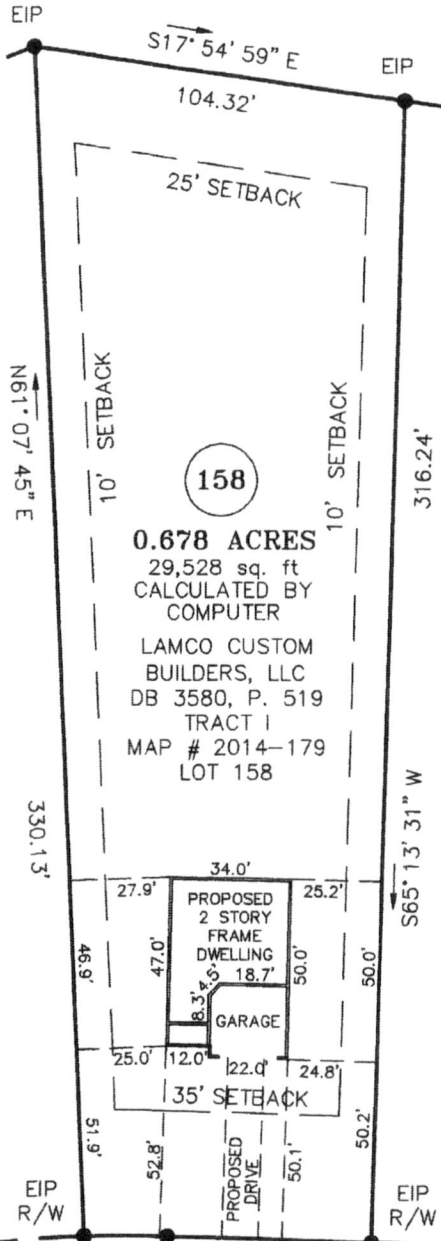 EIP
S17° 54' 59" E
EIP
104.32'
25' SETBACK
N61° 07' 45" E
10' SETBACK
10' SETBACK
316.24'
158
0.678 ACRES
29,528 sq. ft
CALCULATED BY
COMPUTER
LAMCO CUSTOM
BUILDERS, LLC
DB 3580, P. 519
TRACT I
MAP # 2014-179
LOT 158
330.13'
S65° 13' 31" W
34.0'
27.9'
25.2'
PROPOSED
2 STORY
FRAME
DWELLING
46.9'
47.0'
50.0'
50.0'
4.5'
18.7'
8.3'
GARAGE
25.0'
12.0'
22.0'
24.8'
35' SETBACK
51.9'
52.8'
PROPOSED
DRIVE
50.1'
50.2'
EIP
R/W
EIP
R/W